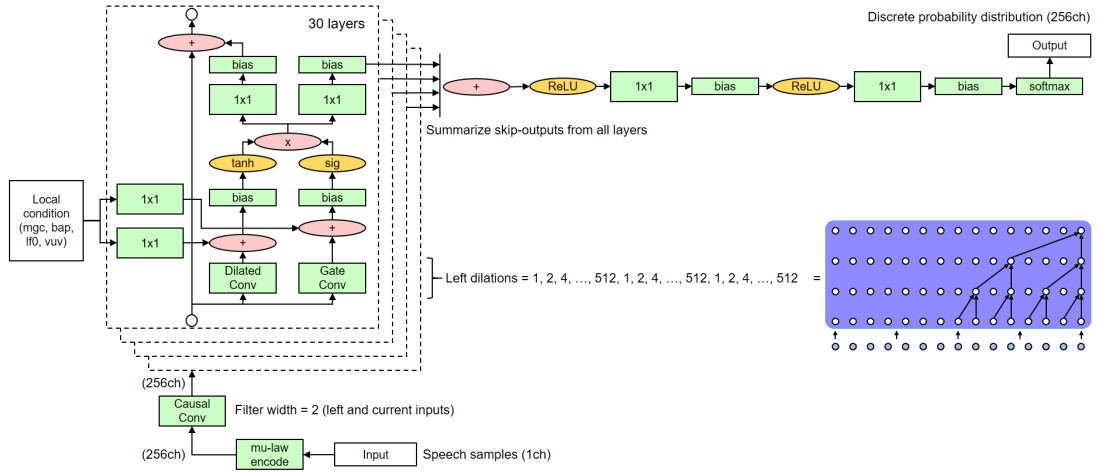 30 layers
Discrete probability distribution (256ch)
Output
+
bias
bias
1x1
1x1
+
ReLU
1x1
bias
ReLU
1x1
bias
softmax
Summarize skip-outputs from all layers
x
tanh
sig
Local
condition
(mgc, bap,
lf0, vuv)
1x1
1x1
bias
bias
+
+
Dilated
Conv
Gate
Conv
Left dilations = 1, 2, 4, …, 512, 1, 2, 4, …, 512, 1, 2, 4, …, 512
=
(256ch)
Causal
Conv
Filter width = 2 (left and current inputs)
(256ch)
mu-law
encode
Input
Speech samples (1ch)